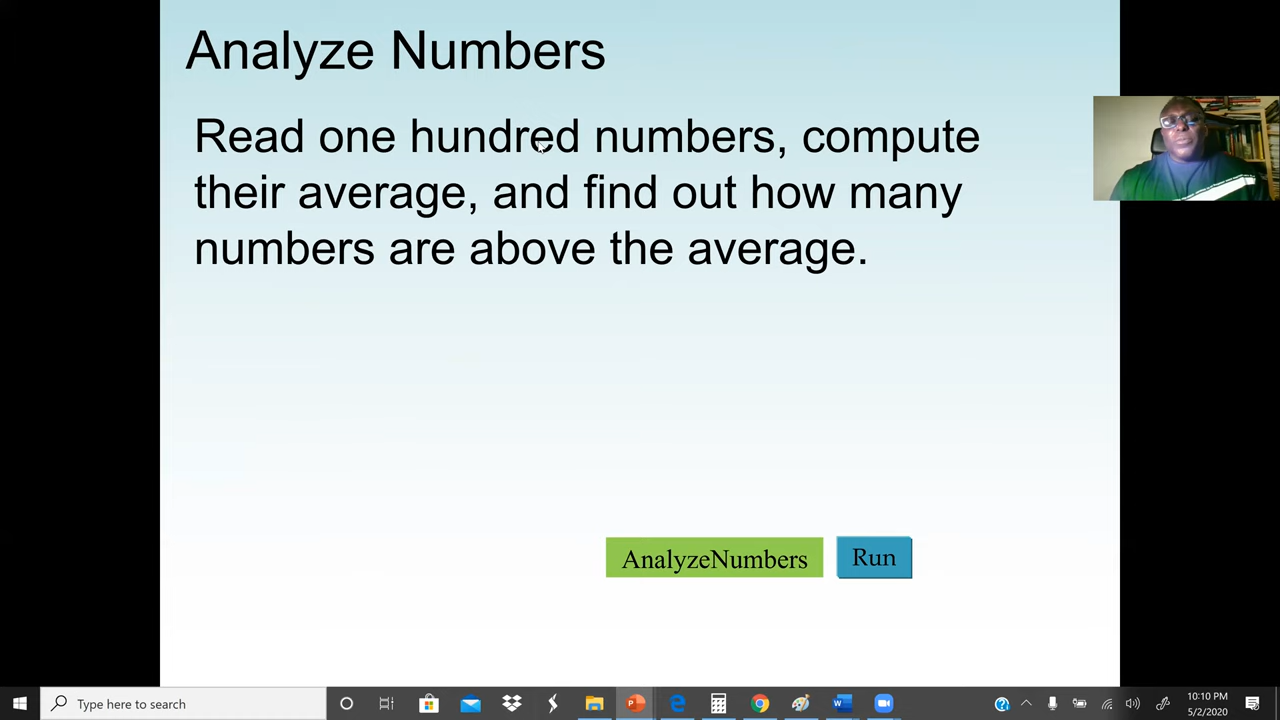 Analyze Numbers
Read one hundred numbers, compute
their average, and find out how many
numbers are above the average.
AnalyzeNumbers
Run
Type here to search
10:10 PM
5/2/2020